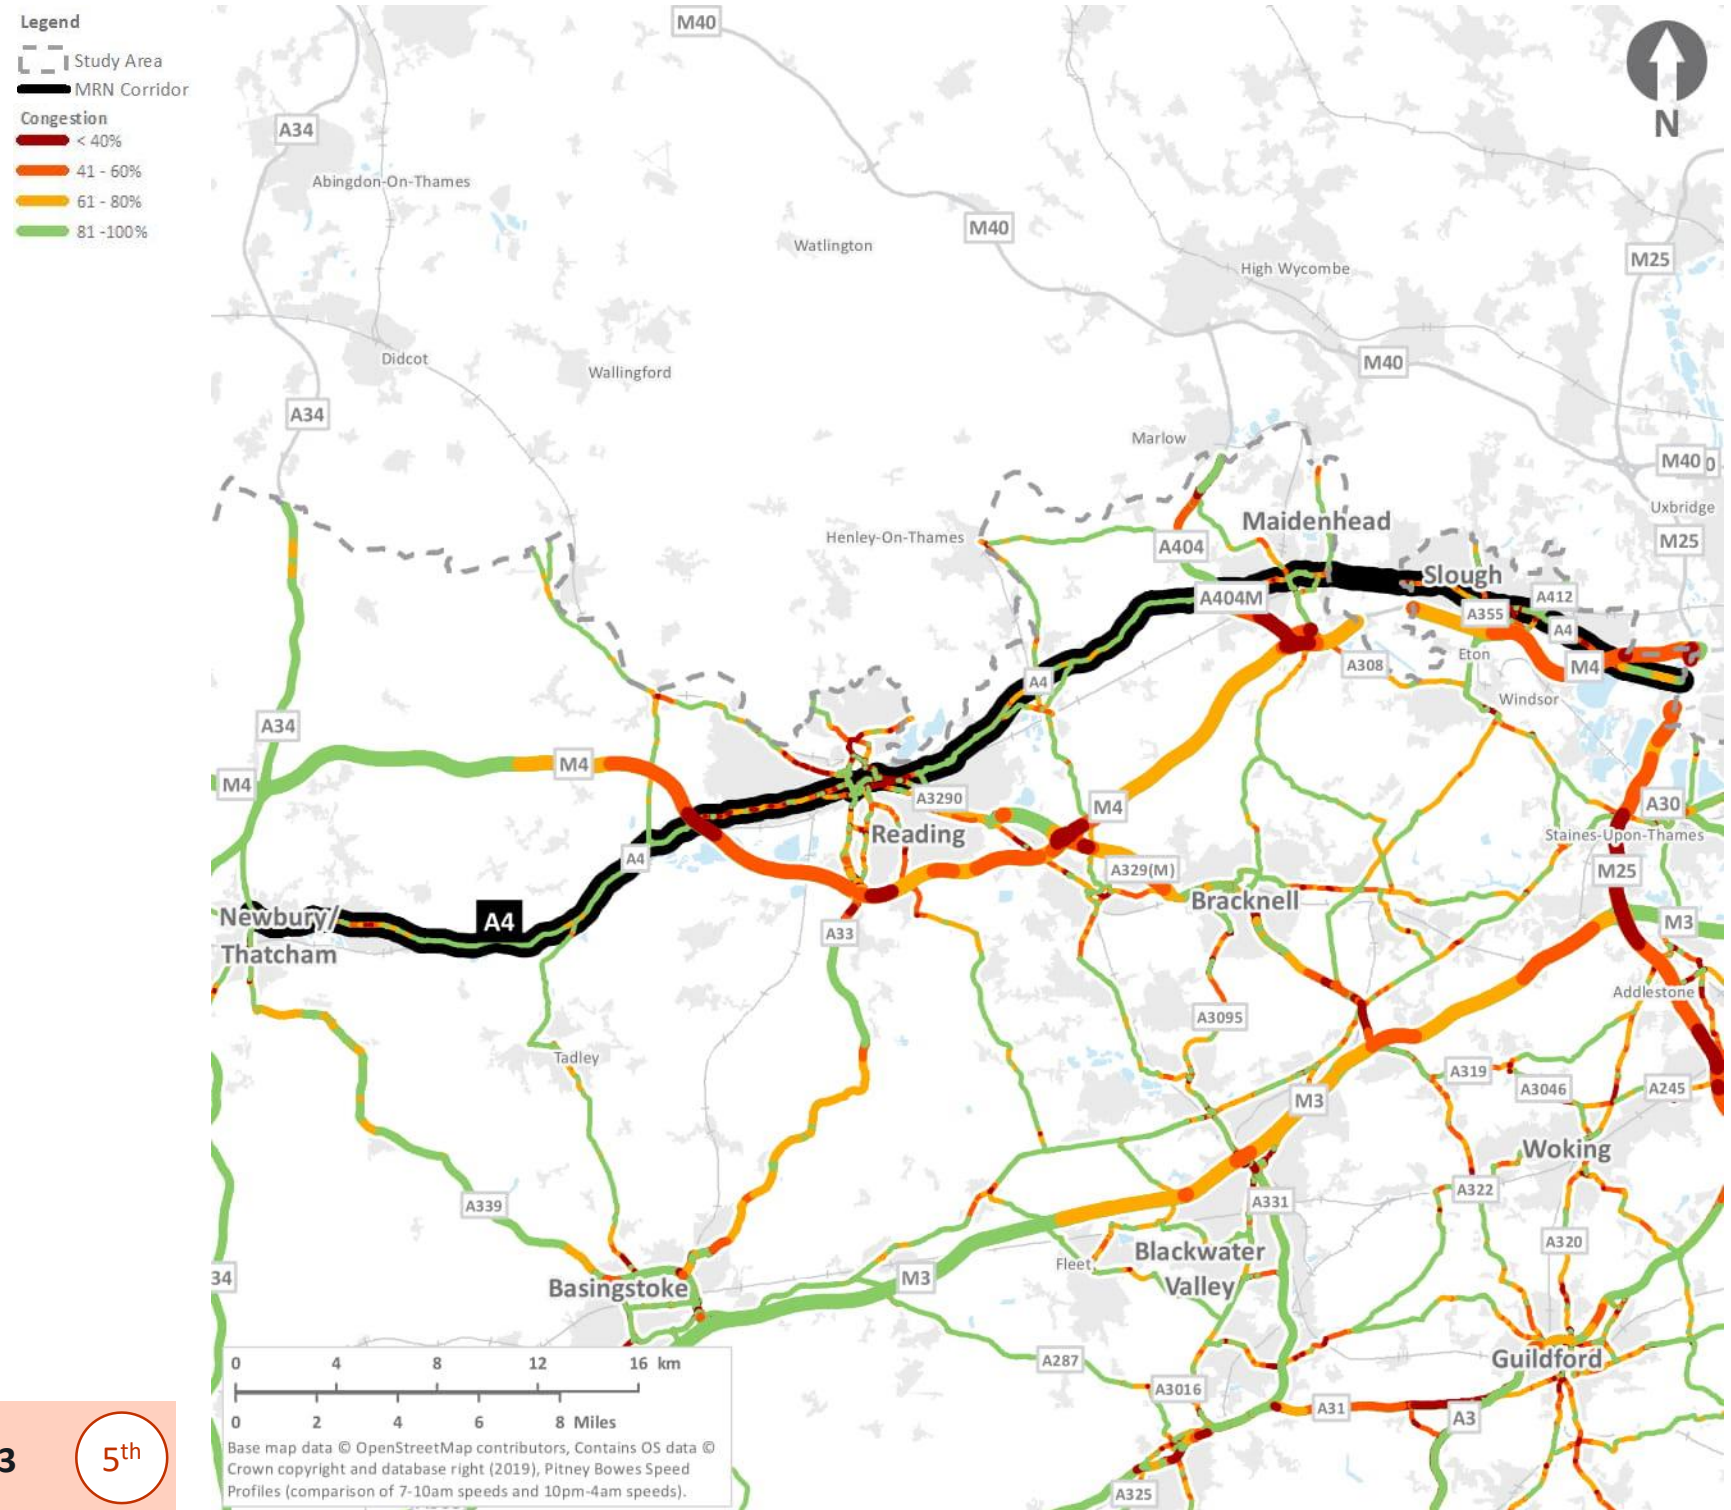 Legend
Study Area
MRN Corridor
Congestion
< 40%
41 - 60%
61 - 80%
81 -100%
M40
N
A34
Abingdon-On-Thames
M40
Watlington
M25
High Wycombe
Didcot
Wallingford
M40
A34
Marlow
M40
0
Uxbridge
Maidenhead
Henley-On-Thames
A404
M25
Slough
A404M
A412
A355
A4
Eton
A308
M4
A4
Windsor
A34
M4
M4
A3290
M4
A30
Reading
Staines-Upon-Thames
A4
A329(M)
M25
Bracknell
Newbury/
Thatcham
A4
A33
M3
Addlestone
A3095
Tadley
A319
A3046
A245
M3
Woking
A339
A322
A331
A320
Blackwater
Valley
Fleet
34
Basingstoke
M3
Guildford
A287
A3016
A31
A3
A325
0 4 8 12 16 km
0 2 4 6 8 Miles
Base map data © OpenStreetMap contributors, Contains OS data ©
Crown copyright and database right (2019), Pitney Bowes Speed
Profiles (comparison of 7-10am speeds and 10pm-4am speeds).
3
5th